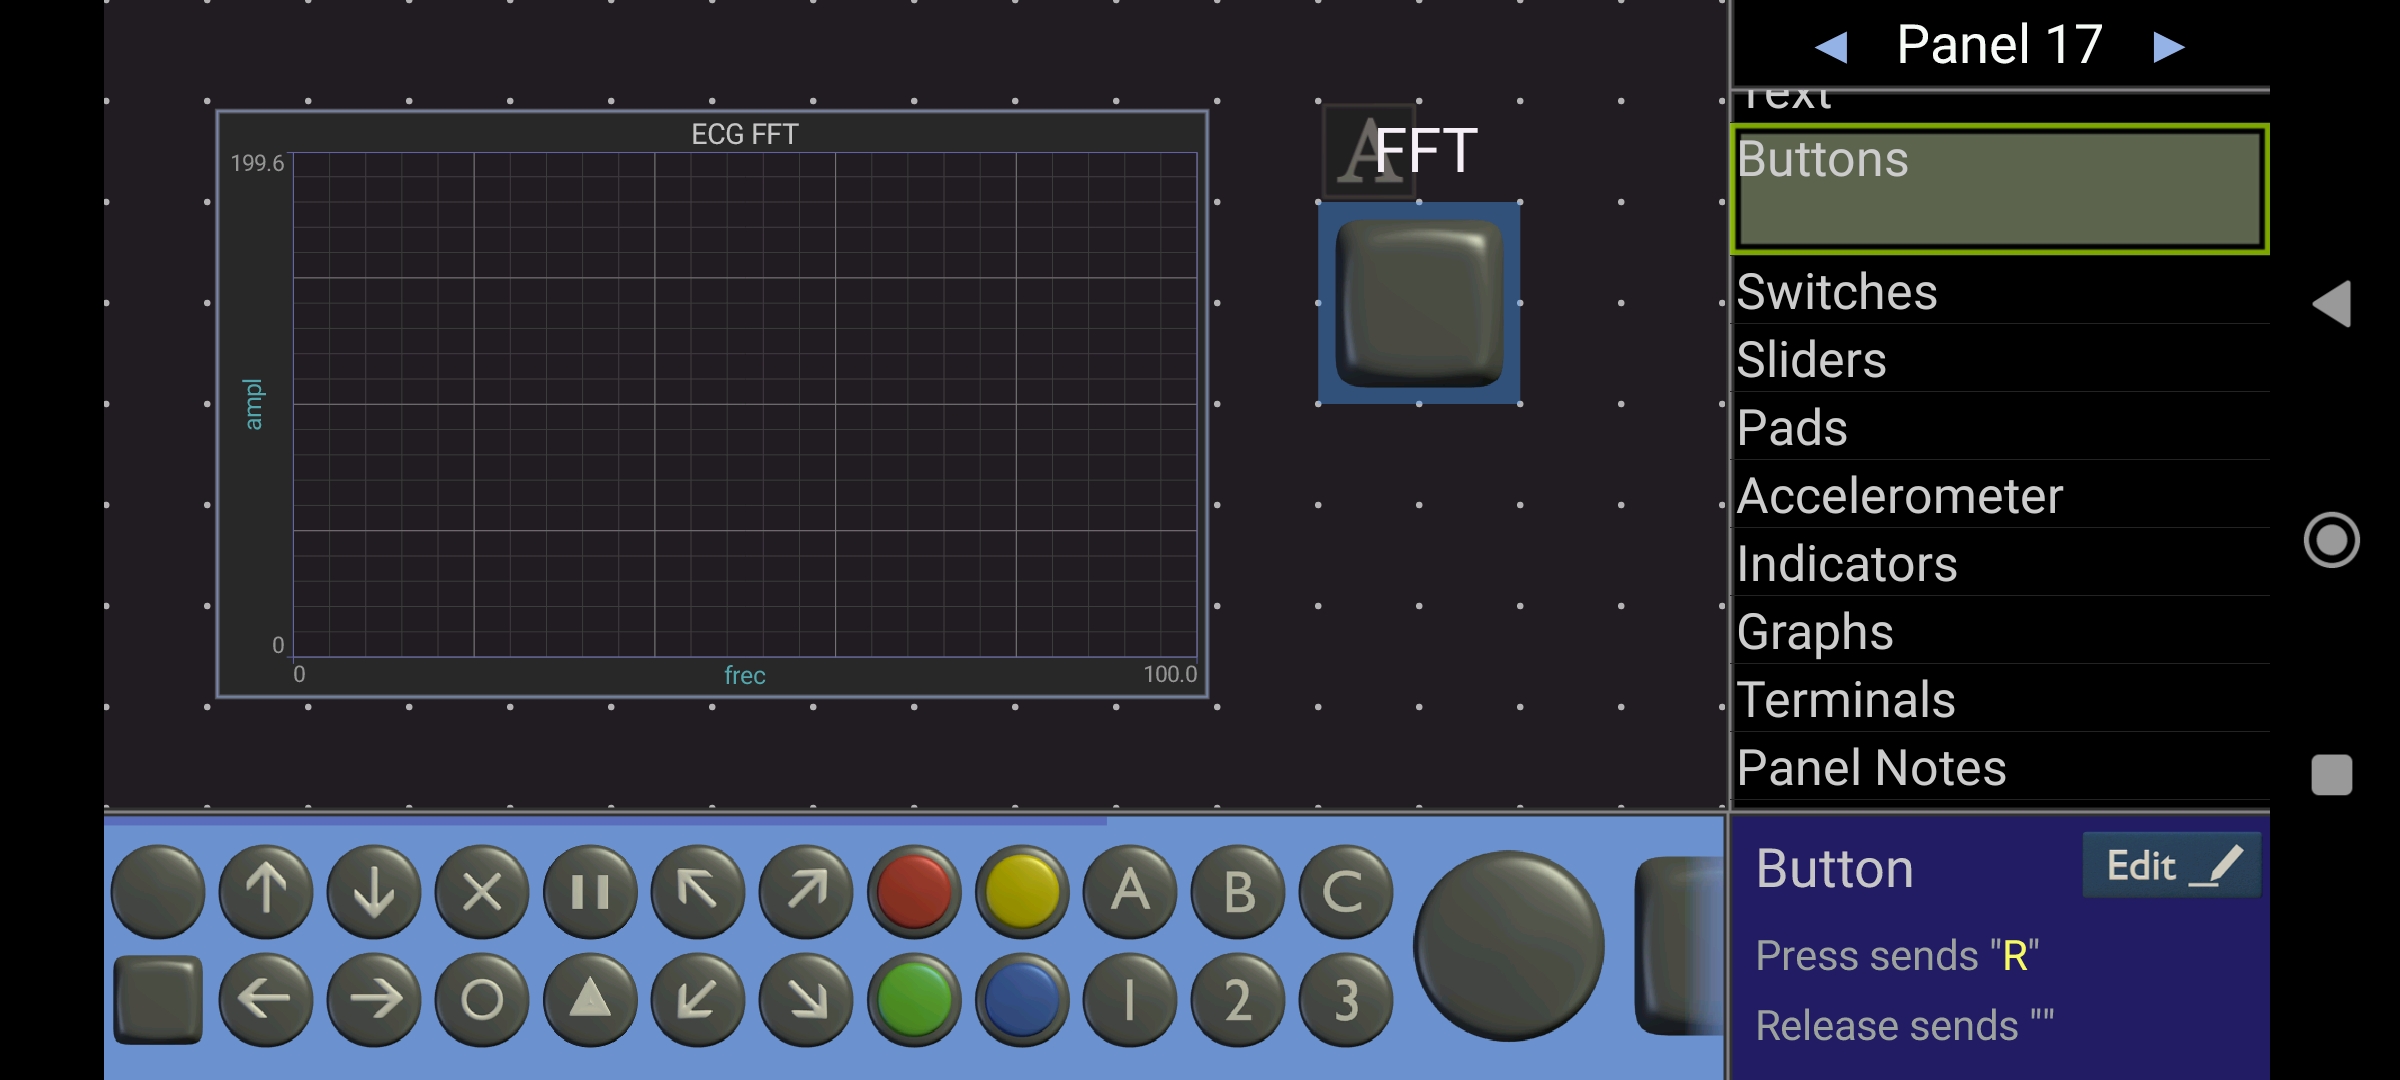 Panel 17
Text
Buttons
Switches
Sliders
Pads
Accelerometer
Indicators
Graphs
Terminals
Panel Notes
ECG FFT
199.6
ampl
0
0
frec
100.0
A
FFT
A
B
C
1
2
3
Button
Edit
Press sends "R"
Release sends ""